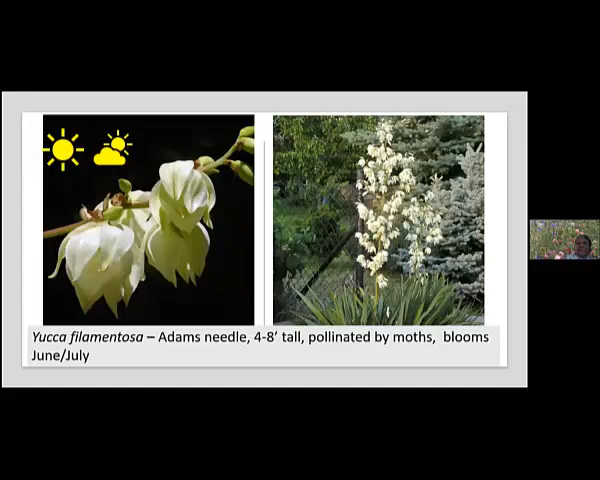 Yucca filamentosa – Adams needle, 4-8’ tall, pollinated by moths,  blooms
June/July